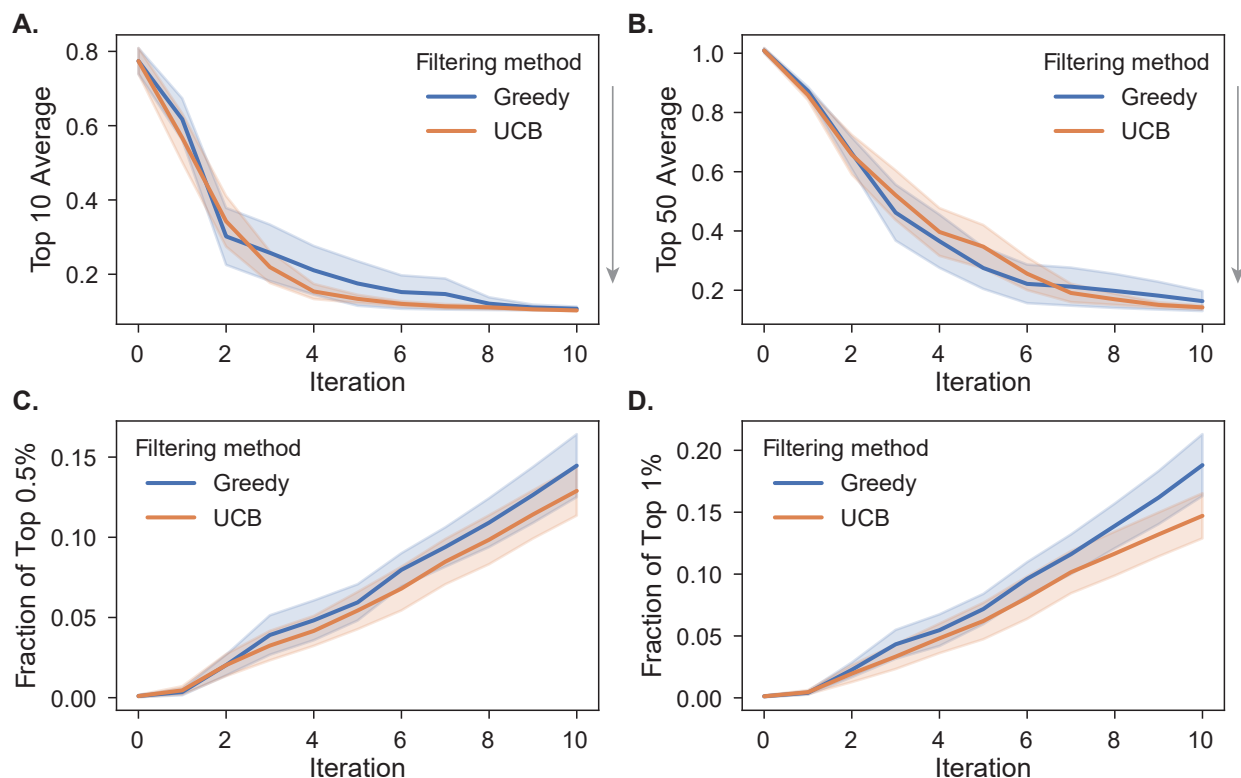 A.
Top 10 Average
0.8
0.6
0.4
0.2
Filtering method
Greedy
UCB
0 2 4 6 8 10
Iteration
B.
Top 50 Average
1.0
0.8
0.6
0.4
0.2
Filtering method
Greedy
UCB
0 2 4 6 8 10
Iteration
C.
Fraction of Top 0.5%
0.15
0.10
0.05
0.00
Filtering method
Greedy
UCB
0 2 4 6 8 10
Iteration
D.
Fraction of Top 1%
0.20
0.15
0.10
0.05
0.00
Filtering method
Greedy
UCB
0 2 4 6 8 10
Iteration